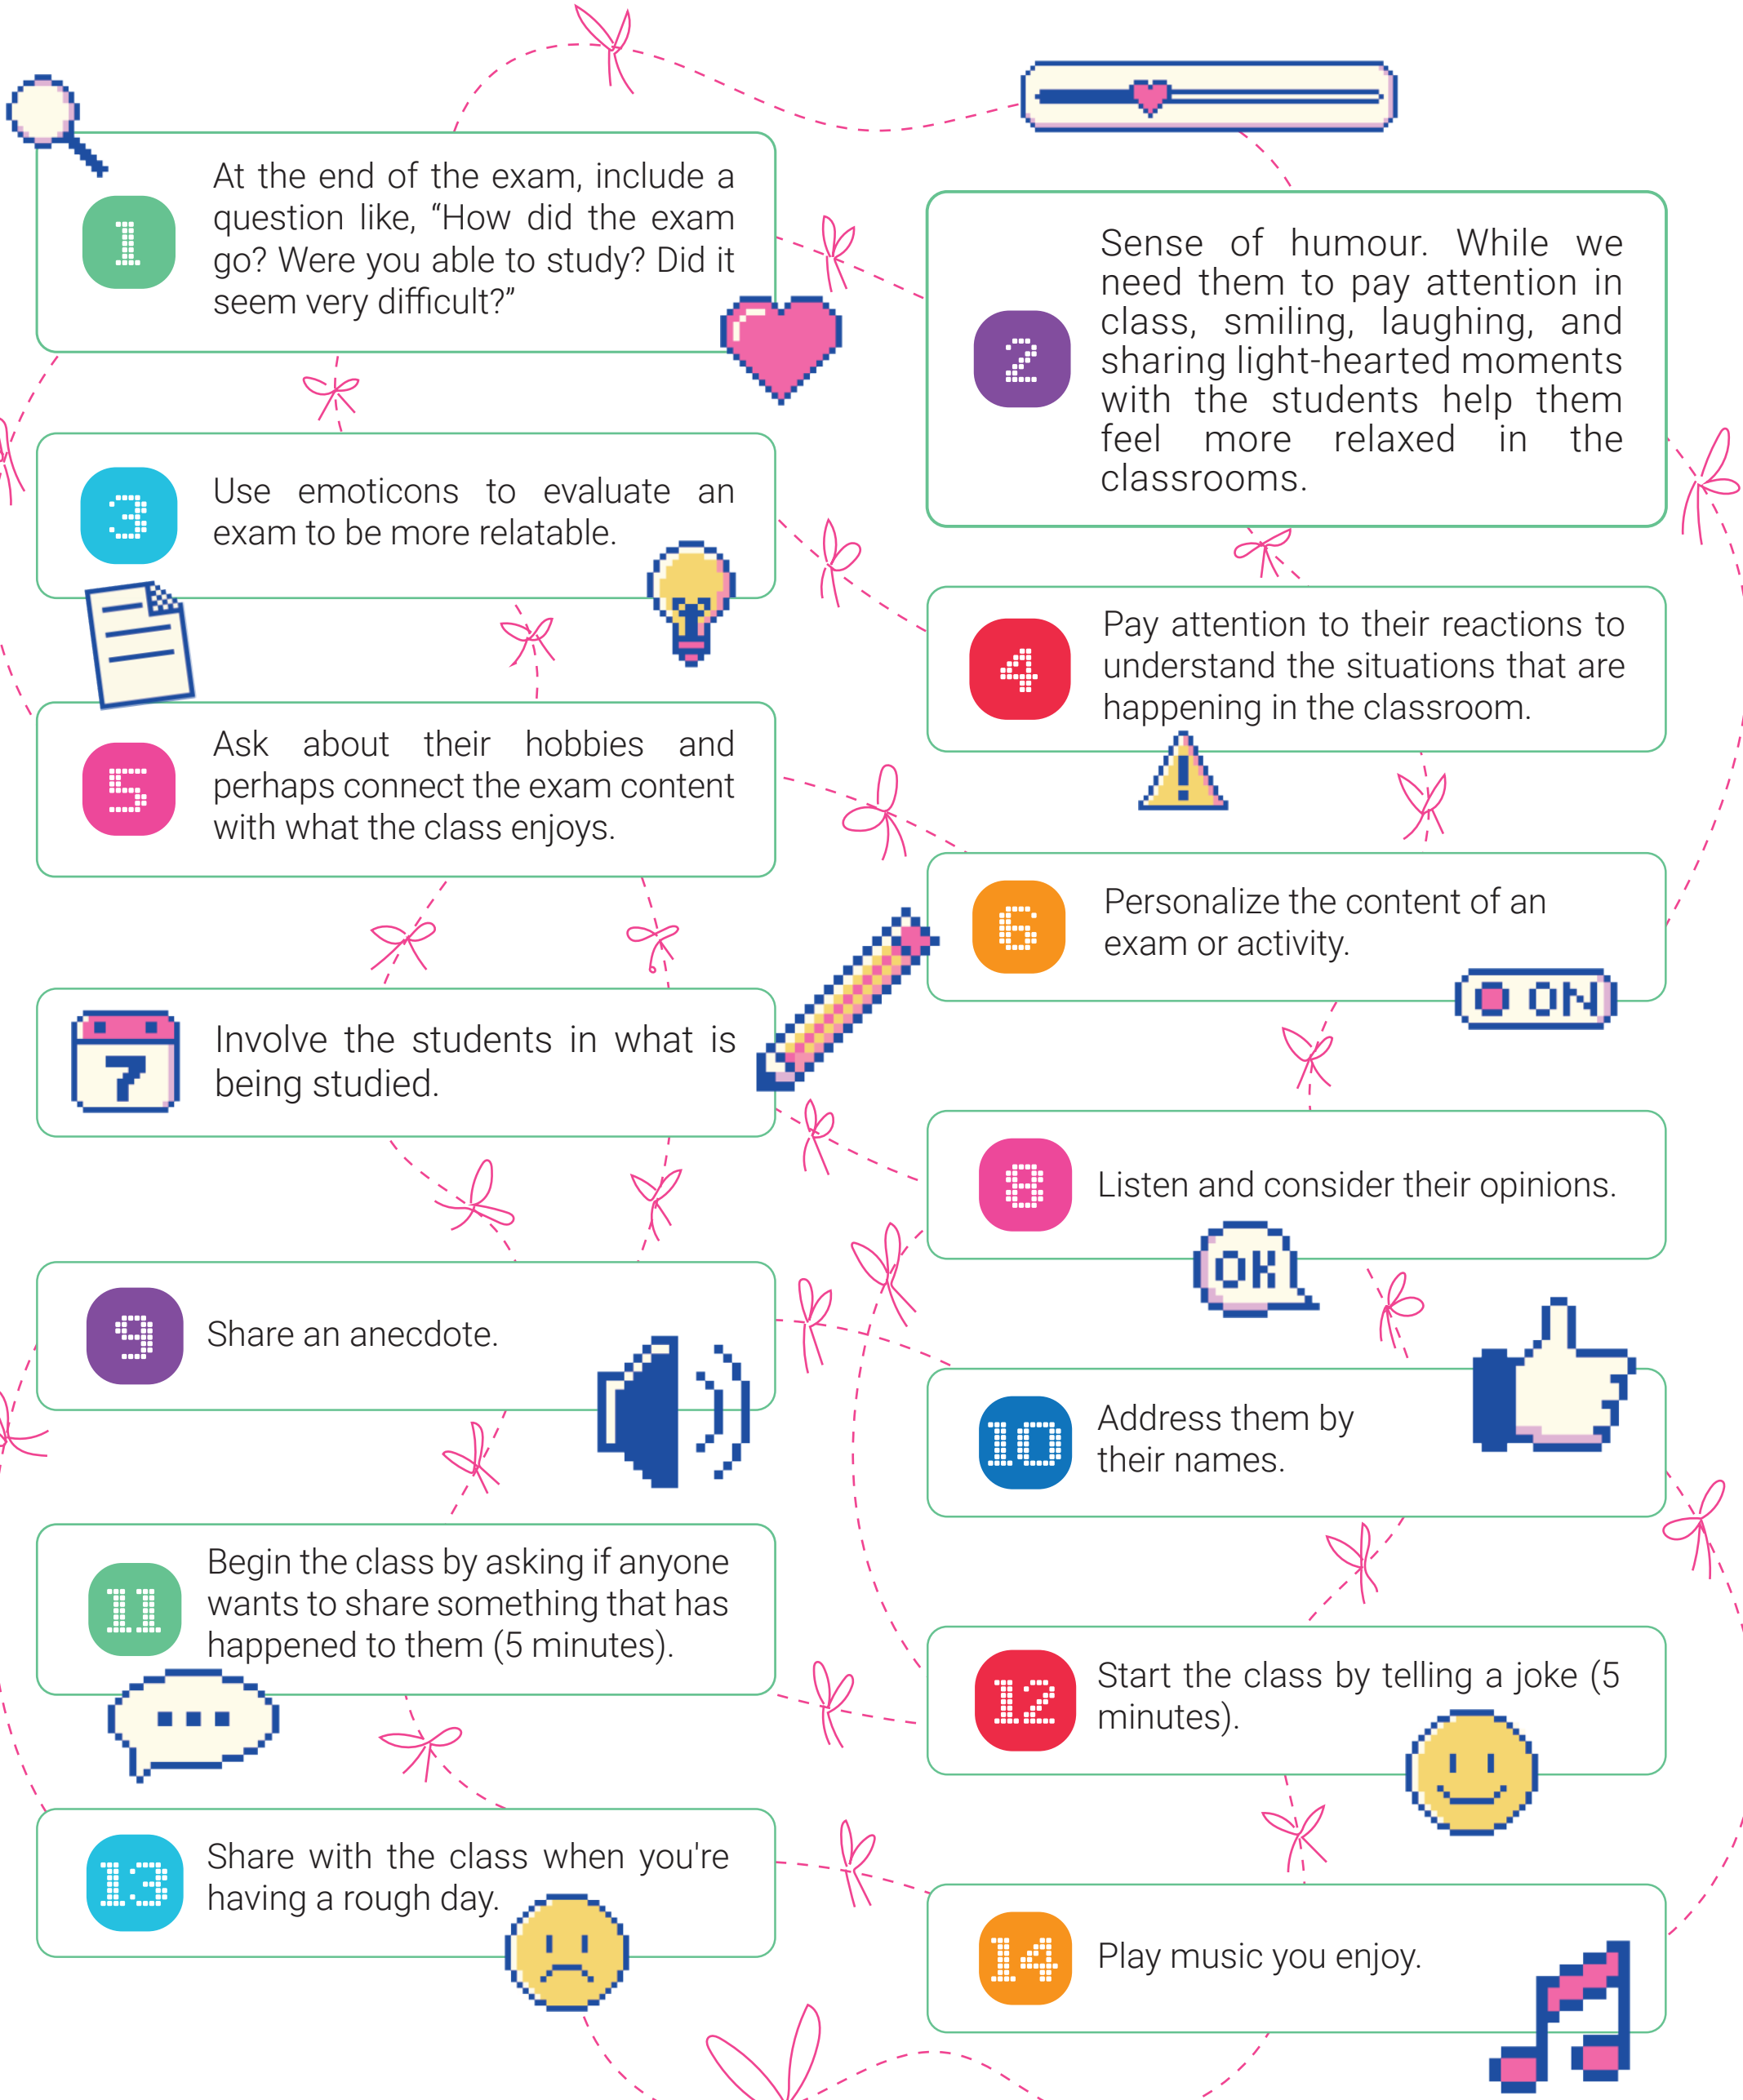 1
At the end of the exam, include a
question like, “How did the exam
go? Were you able to study? Did it
seem very difficult?”
2
Sense of humour. While we
need them to pay attention in
class, smiling, laughing, and
sharing light-hearted moments
with the students help them
feel more relaxed in the
classrooms.
3
Use emoticons to evaluate an
exam to be more relatable.
4
Pay attention to their reactions to
understand the situations that are
happening in the classroom.
5
Ask about their hobbies and
perhaps connect the exam content
with what the class enjoys.
6
Personalize the content of an
exam or activity.
ON
7
Involve the students in what is
being studied.
8
Listen and consider their opinions.
OK
9
Share an anecdote.
10
Address them by
their names.
11
Begin the class by asking if anyone
wants to share something that has
happened to them (5 minutes).
12
Start the class by telling a joke (5
minutes).
13
Share with the class when you're
having a rough day.
14
Play music you enjoy.